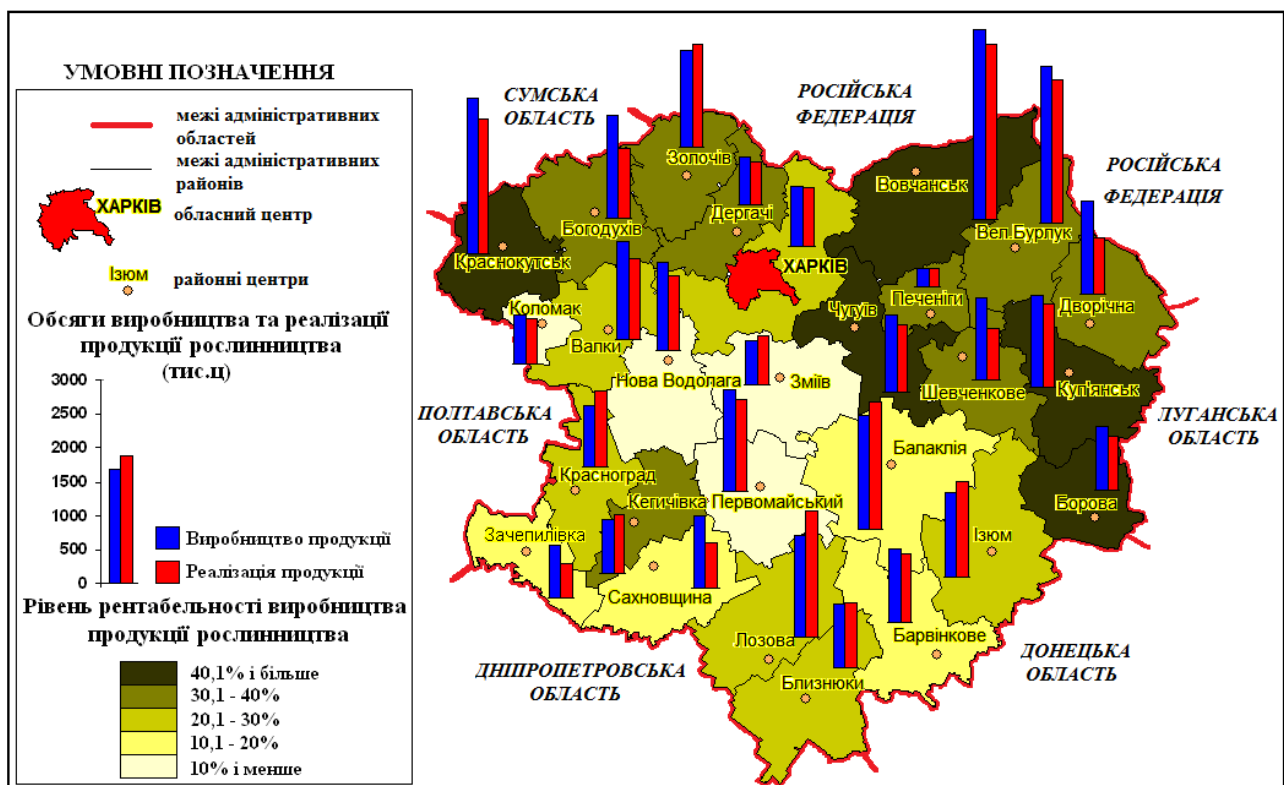 УМОВНІ ПОЗНАЧЕННЯ
межі адміністративних
областей
межі адміністративних
районів
ХАРКІВ
обласний центр
Ізюм
районні центри
Обсяги виробництва та реалізації
продукції рослинництва
(тис.ц)
3000
2500
2000
1500
1000
500
0
Виробництво продукції
Реалізація продукції
Рівень рентабельності виробництва
продукції рослинництва
40,1% і більше
30,1 - 40%
20,1 - 30%
10,1 - 20%
10% і менше
СУМСЬКА
ОБЛАСТЬ
РОСІЙСЬКА
ФЕДЕРАЦІЯ
РОСІЙСЬКА
ФЕДЕРАЦІЯ
Золочів
Вовчанськ
Дергачі
Богодухів
Вел.Бурлук
Краснокутськ
ХАРКІВ
Печеніги
Дворічна
Коломак
Чугуїв
Валки
Нова Водолага
Зміїв
Шевченкове
Куп'янськ
ПОЛТАВСЬКА
ОБЛАСТЬ
ЛУГАНСЬКА
ОБЛАСТЬ
Балаклія
Красноград
Кегичівка
Первомайський
Борова
Зачепилівка
Ізюм
Сахновщина
Лозова
Барвінкове
ДНІПРОПЕТРОВСЬКА
ОБЛАСТЬ
ДОНЕЦЬКА
ОБЛАСТЬ
Близнюки